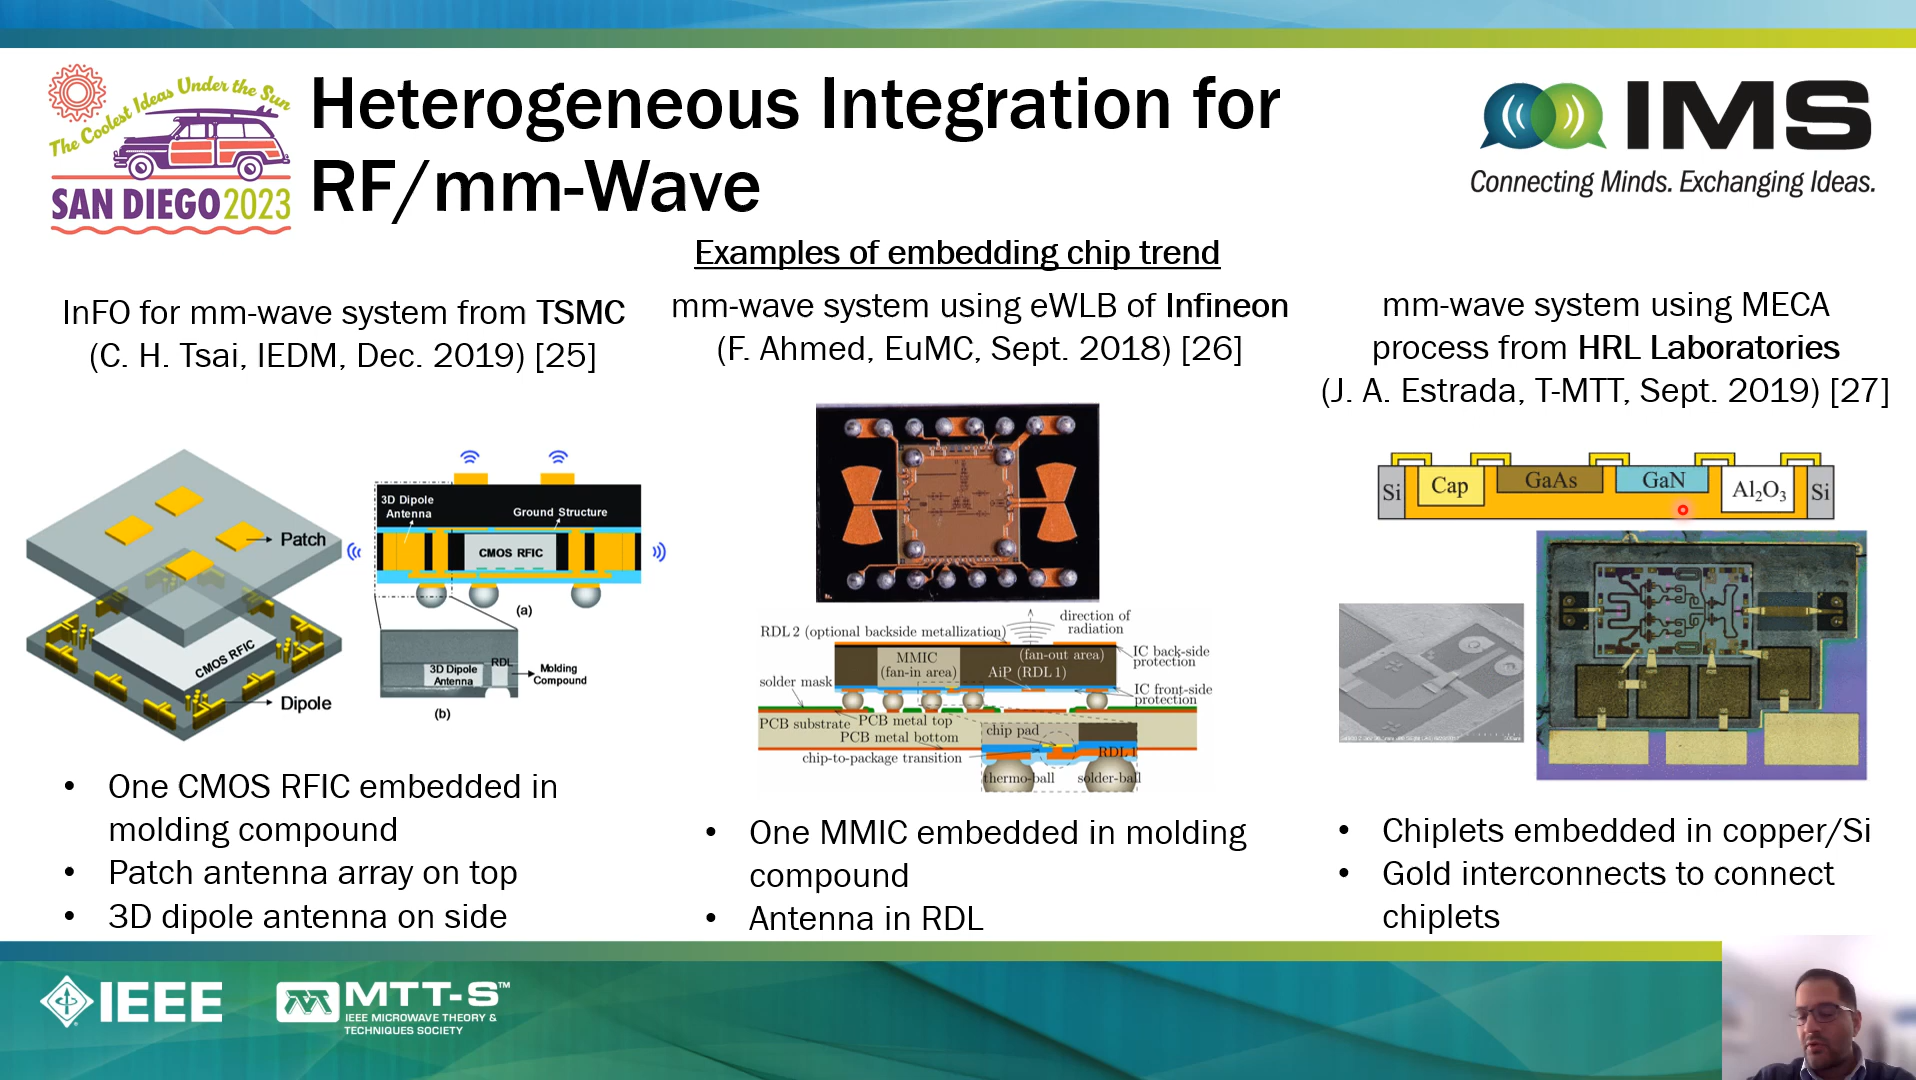 The Coolest Ideas Under the Sun
SAN DIEGO 2023
Heterogeneous Integration for
RF/mm-Wave
IMS
Connecting Minds. Exchanging Ideas.
Examples of embedding chip trend
InFO for mm-wave system from TSMC
(C. H. Tsai, IEDM, Dec. 2019) [25]
Patch
CMOS RFIC
Dipole
3D Dipole
Antenna
Ground Structure
CMOS RFIC
(a)
3D Dipole
Antenna
RDL
Molding
Compound
(b)
• One CMOS RFIC embedded in
molding compound
• Patch antenna array on top
• 3D dipole antenna on side
mm-wave system using eWLB of Infineon
(F. Ahmed, EuMC, Sept. 2018) [26]
RDL 2 (optional backside metallization)
direction of
radiation
MMIC
(fan-in area)
(fan-out area)
AiP (RDL 1)
IC back-side
protection
solder mask
IC front-side
protection
PCB substrate
PCB metal top
PCB metal bottom
chip pad
RDL 1
chip-to-package transition
thermo-ball
solder-ball
• One MMIC embedded in molding
compound
• Antenna in RDL
mm-wave system using MECA
process from HRL Laboratories
(J. A. Estrada, T-MTT, Sept. 2019) [27]
Si
Cap
GaAs
GaN
Al₂O₃
Si
• Chiplets embedded in copper/Si
• Gold interconnects to connect
chiplets
IEEE
MTT-S™
IEEE MICROWAVE THEORY &
TECHNIQUES SOCIETY